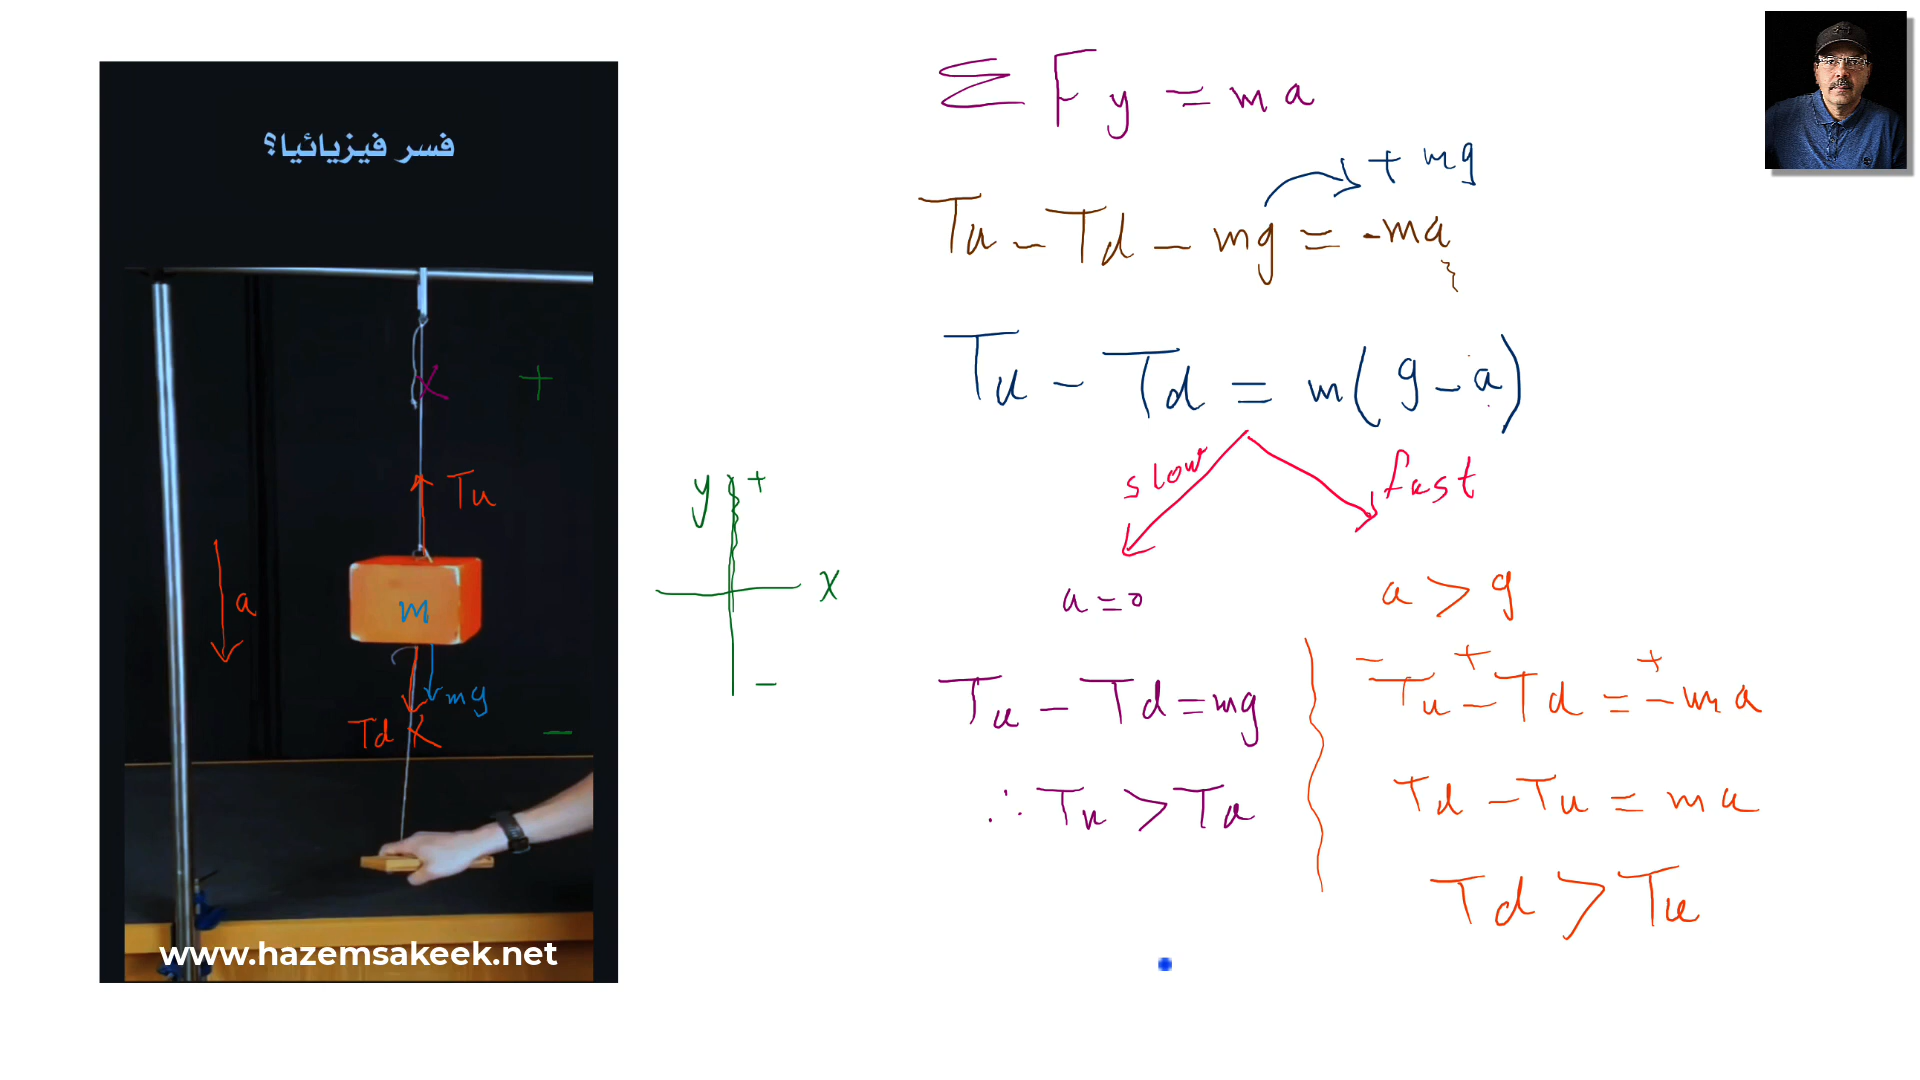 فسر فيزيائيا؟
+
Tu
a
m
mg
Td
−
www.hazemsakeek.net
y +
x
−
ΣFy = ma
+ mg
Tu − Td − mg = -ma
Tu − Td = m(g − a)
slow
fast
a = 0
a > g
Tu − Td = mg
∴ Tu > Td
− + +
Tu − Td = −ma
Td − Tu = ma
Td > Tu